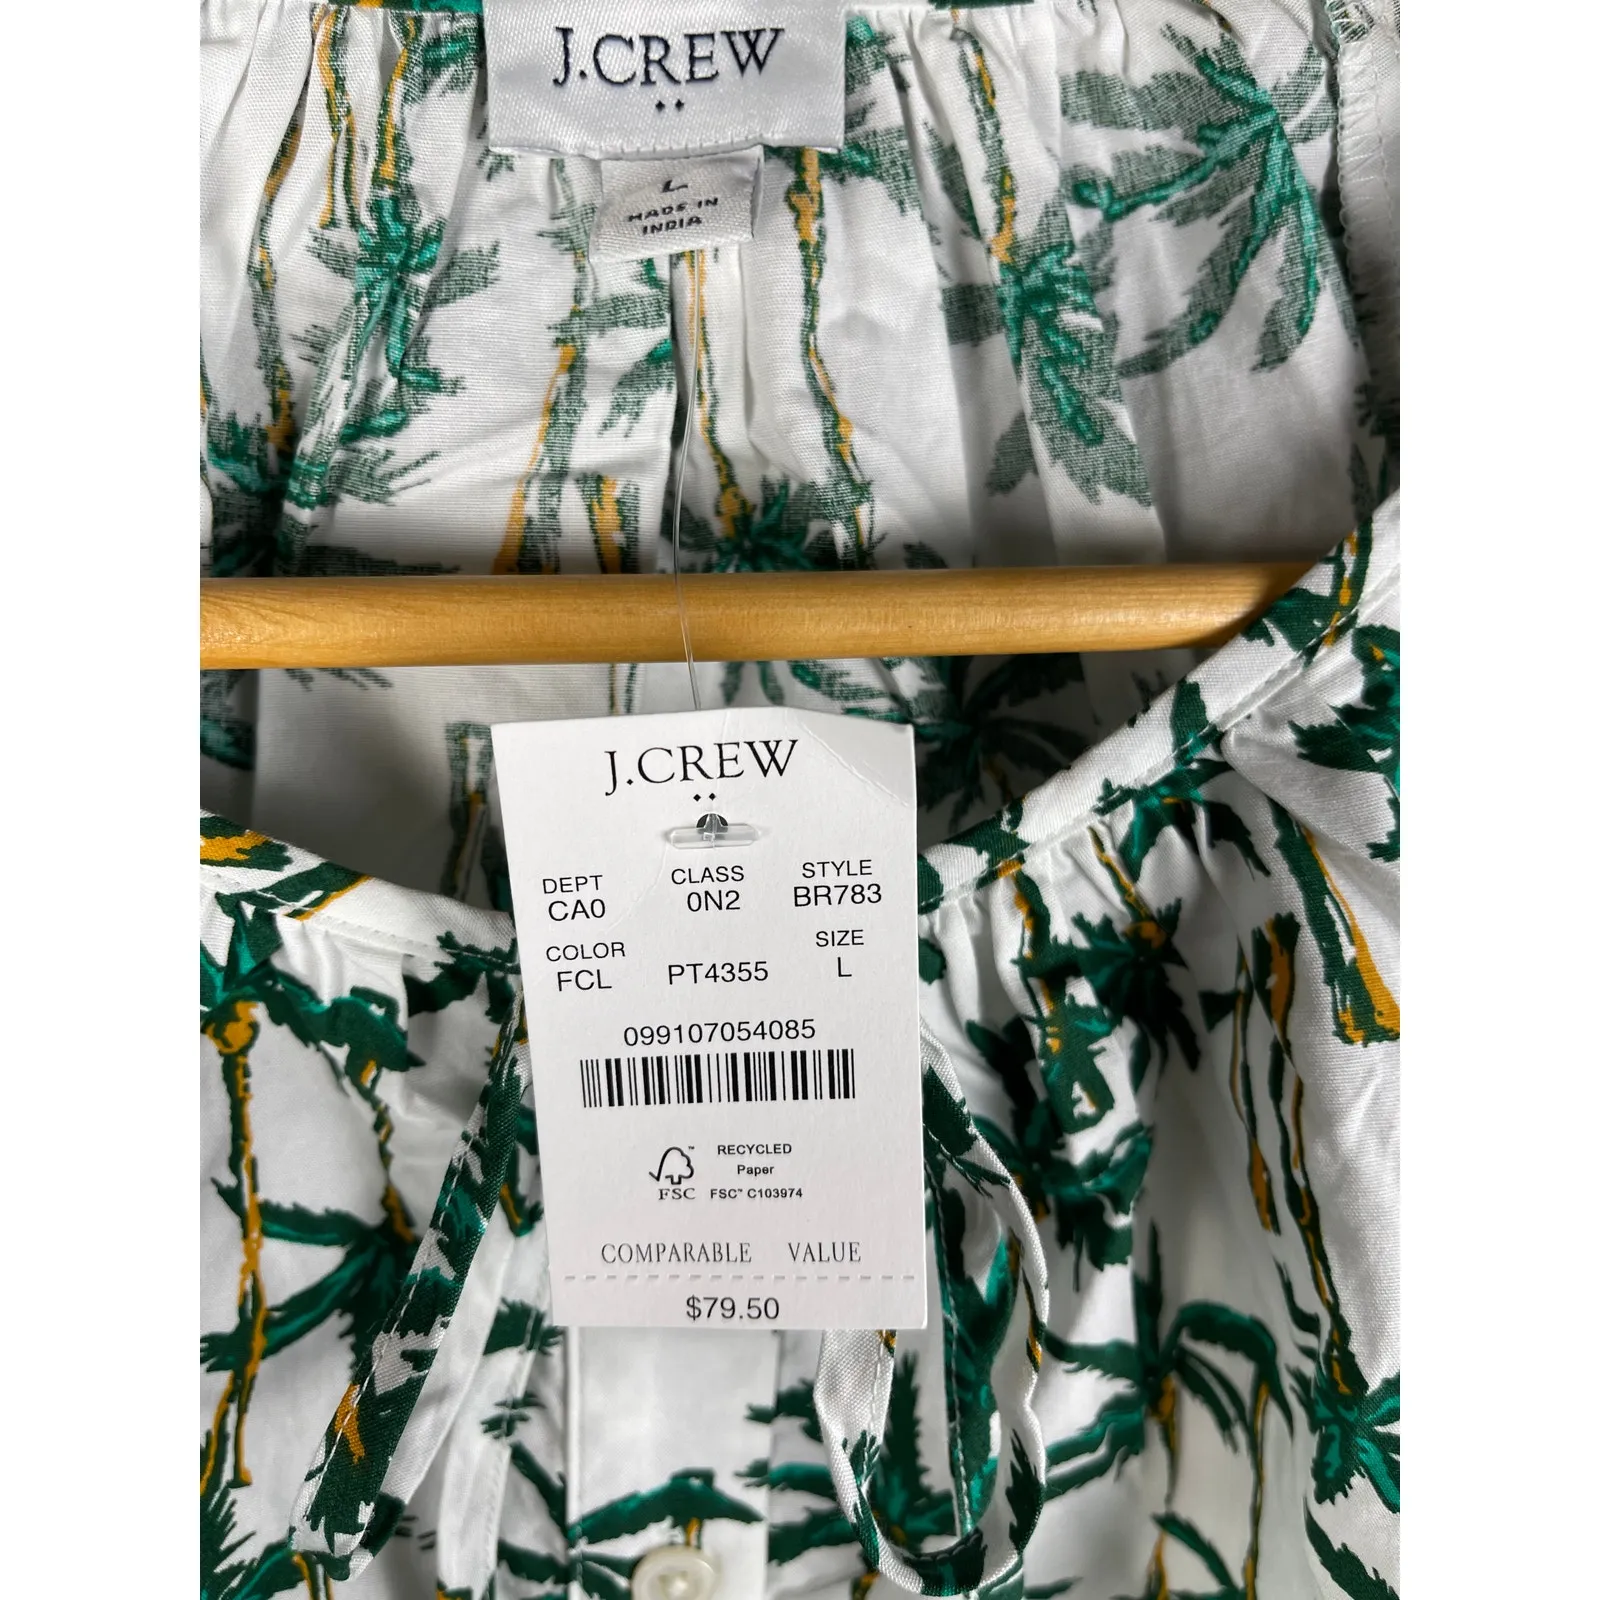 J.CREW
L
MADE IN
INDIA
J.CREW
DEPT CLASS STYLE
CA0 0N2 BR783
COLOR SIZE
FCL PT4355 L
099107054085
RECYCLED
Paper
FSC™ C103974
FSC
COMPARABLE VALUE
$79.50